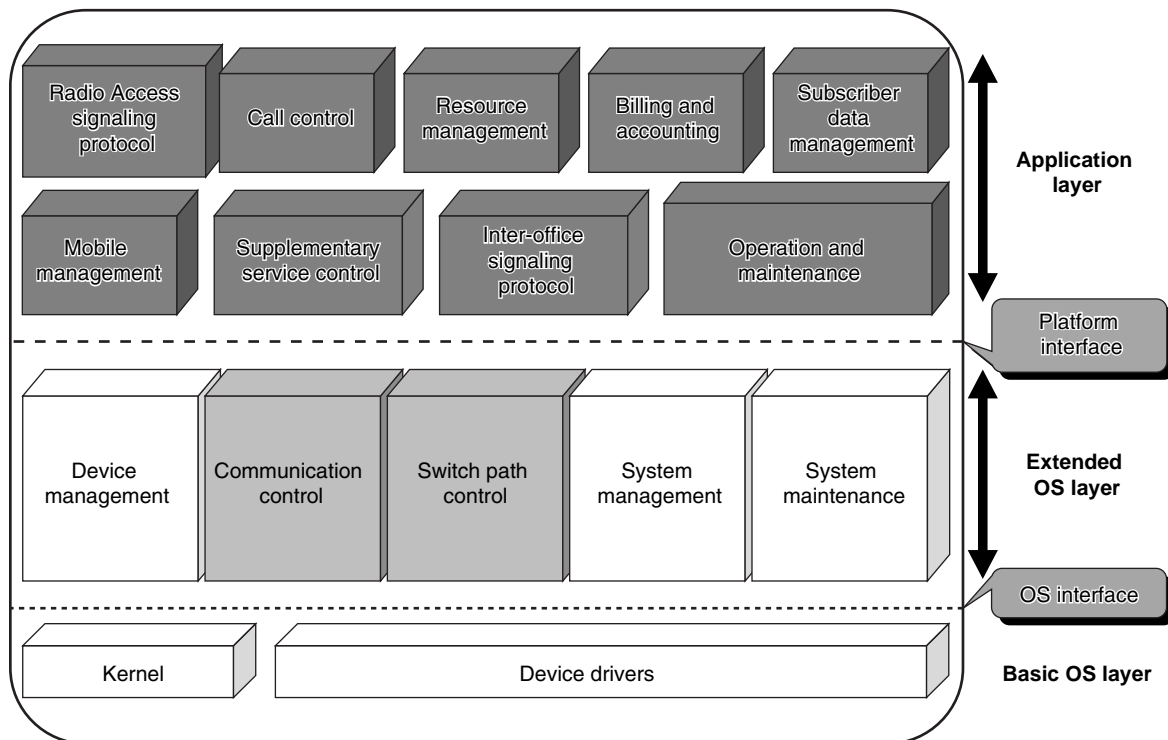 Radio Access
signaling
protocol
Call control
Resource
management
Billing and
accounting
Subscriber
data
management
Application
layer
Mobile
management
Supplementary
service control
Inter-office
signaling
protocol
Operation and
maintenance
Platform
interface
Device
management
Communication
control
Switch path
control
System
management
System
maintenance
Extended
OS layer
OS interface
Kernel
Device drivers
Basic OS layer